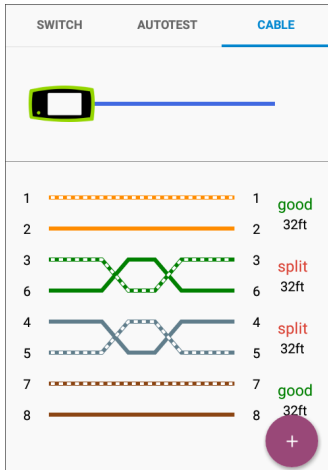 SWITCH AUTOTEST CABLE
1 1 good
2 2 32ft
3 3 split
6 6 32ft
4 4 split
5 5 32ft
7 7 good
8 8 32ft
+